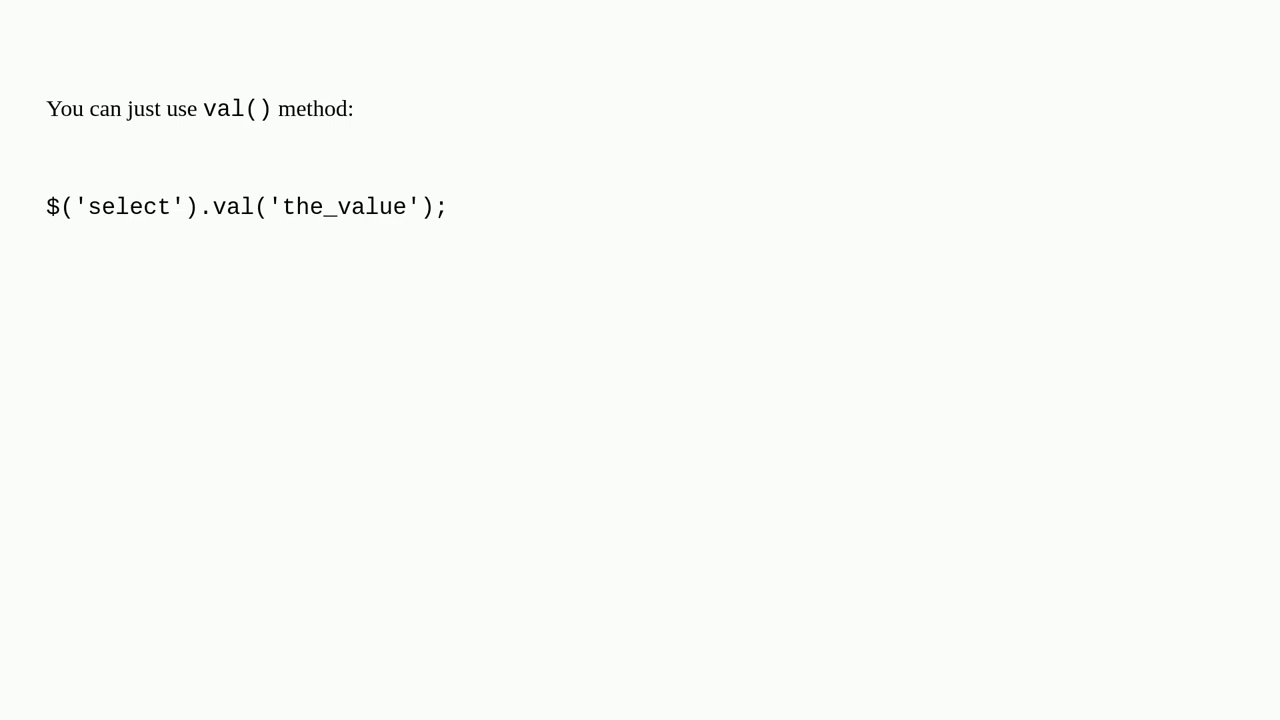 You can just use val() method:
$('select').val('the_value');